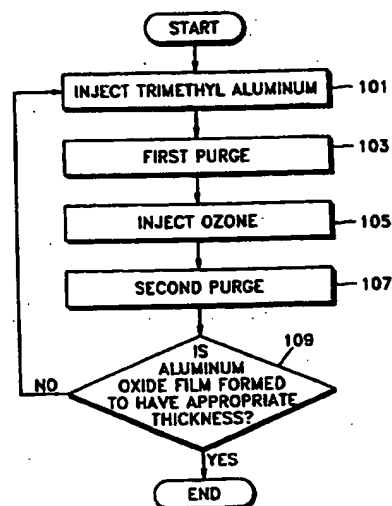 START
INJECT TRIMETHYL ALUMINUM
101
FIRST PURGE
103
INJECT OZONE
105
SECOND PURGE
107
IS
ALUMINUM
OXIDE FILM FORMED
TO HAVE APPROPRIATE
THICKNESS?
109
NO
YES
END